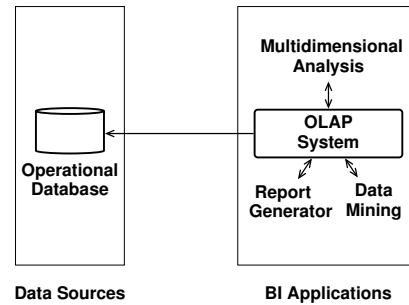 Multidimensional
Analysis
OLAP
System
Operational
Database
Report
Generator
Data
Mining
Data Sources
BI Applications